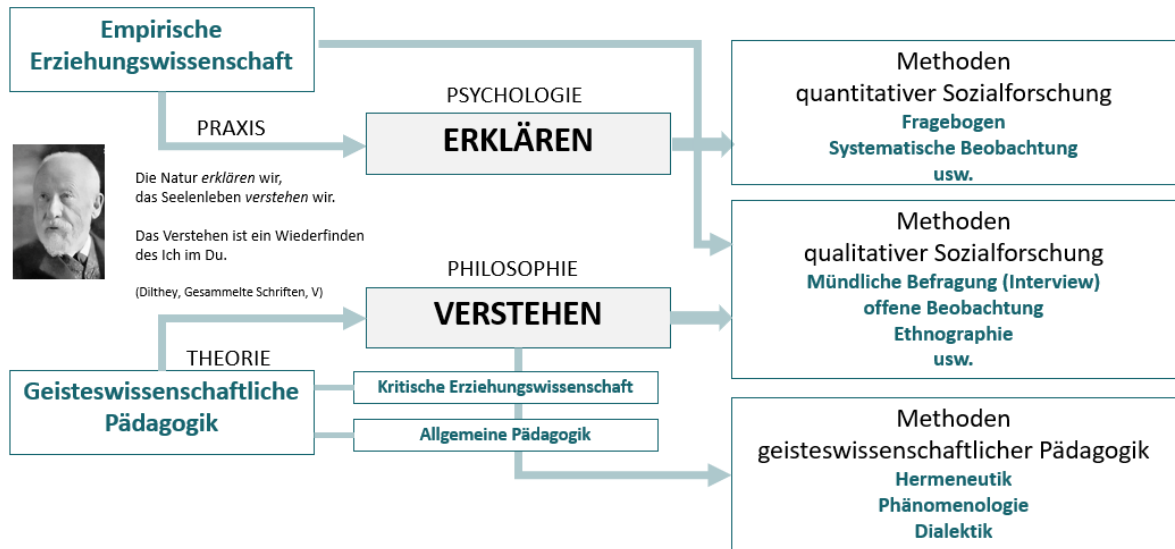 Empirische
Erziehungswissenschaft
PRAXIS
PSYCHOLOGIE
ERKLÄREN
Methoden
quantitativer Sozialforschung
Fragebogen
Systematische Beobachtung
usw.
Die Natur erklären wir,
das Seelenleben verstehen wir.
Das Verstehen ist ein Wiederfinden
des Ich im Du.
(Dilthey, Gesammelte Schriften, V)
PHILOSOPHIE
VERSTEHEN
Methoden
qualitativer Sozialforschung
Mündliche Befragung (Interview)
offene Beobachtung
Ethnographie
usw.
THEORIE
Geisteswissenschaftliche
Pädagogik
Kritische Erziehungswissenschaft
Allgemeine Pädagogik
Methoden
geisteswissenschaftlicher Pädagogik
Hermeneutik
Phänomenologie
Dialektik